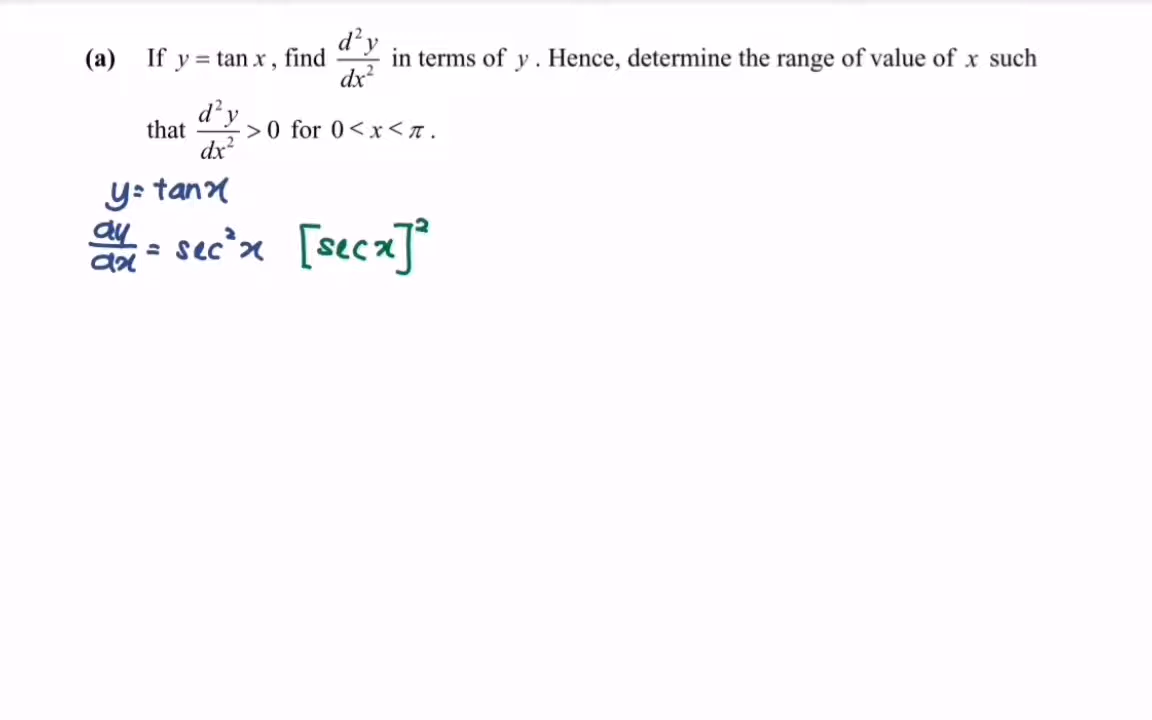 (a) If y = tan x , find d²y/dx² in terms of y . Hence, determine the range of value of x such
that d²y/dx² > 0 for 0 < x < π .
y = tan x
dy/dx = sec²x [sec x]²